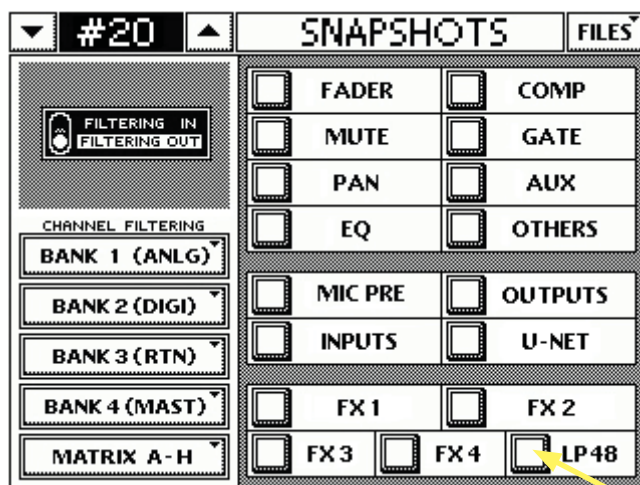 #20 SNAPSHOTS FILES
FILTERING IN
FILTERING OUT
CHANNEL FILTERING
BANK 1 (ANLG)
BANK 2 (DIGI)
BANK 3 (RTN)
BANK 4 (MAST)
MATRIX A-H
FADER COMP
MUTE GATE
PAN AUX
EQ OTHERS
MIC PRE OUTPUTS
INPUTS U-NET
FX 1 FX 2
FX 3 FX 4 LP48